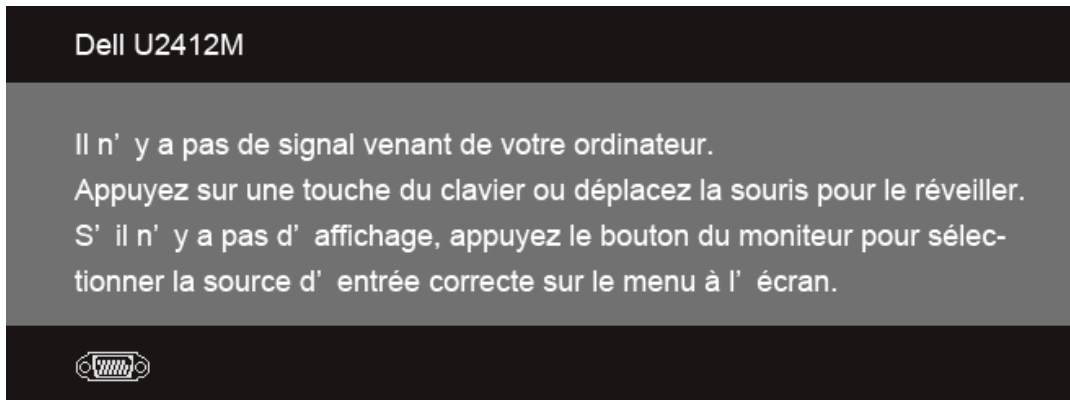 Dell U2412M
Il n’ y a pas de signal venant de votre ordinateur.
Appuyez sur une touche du clavier ou déplacez la souris pour le réveiller.
S’ il n’ y a pas d’ affichage, appuyez le bouton du moniteur pour sélec-
tionner la source d’ entrée correcte sur le menu à l’ écran.